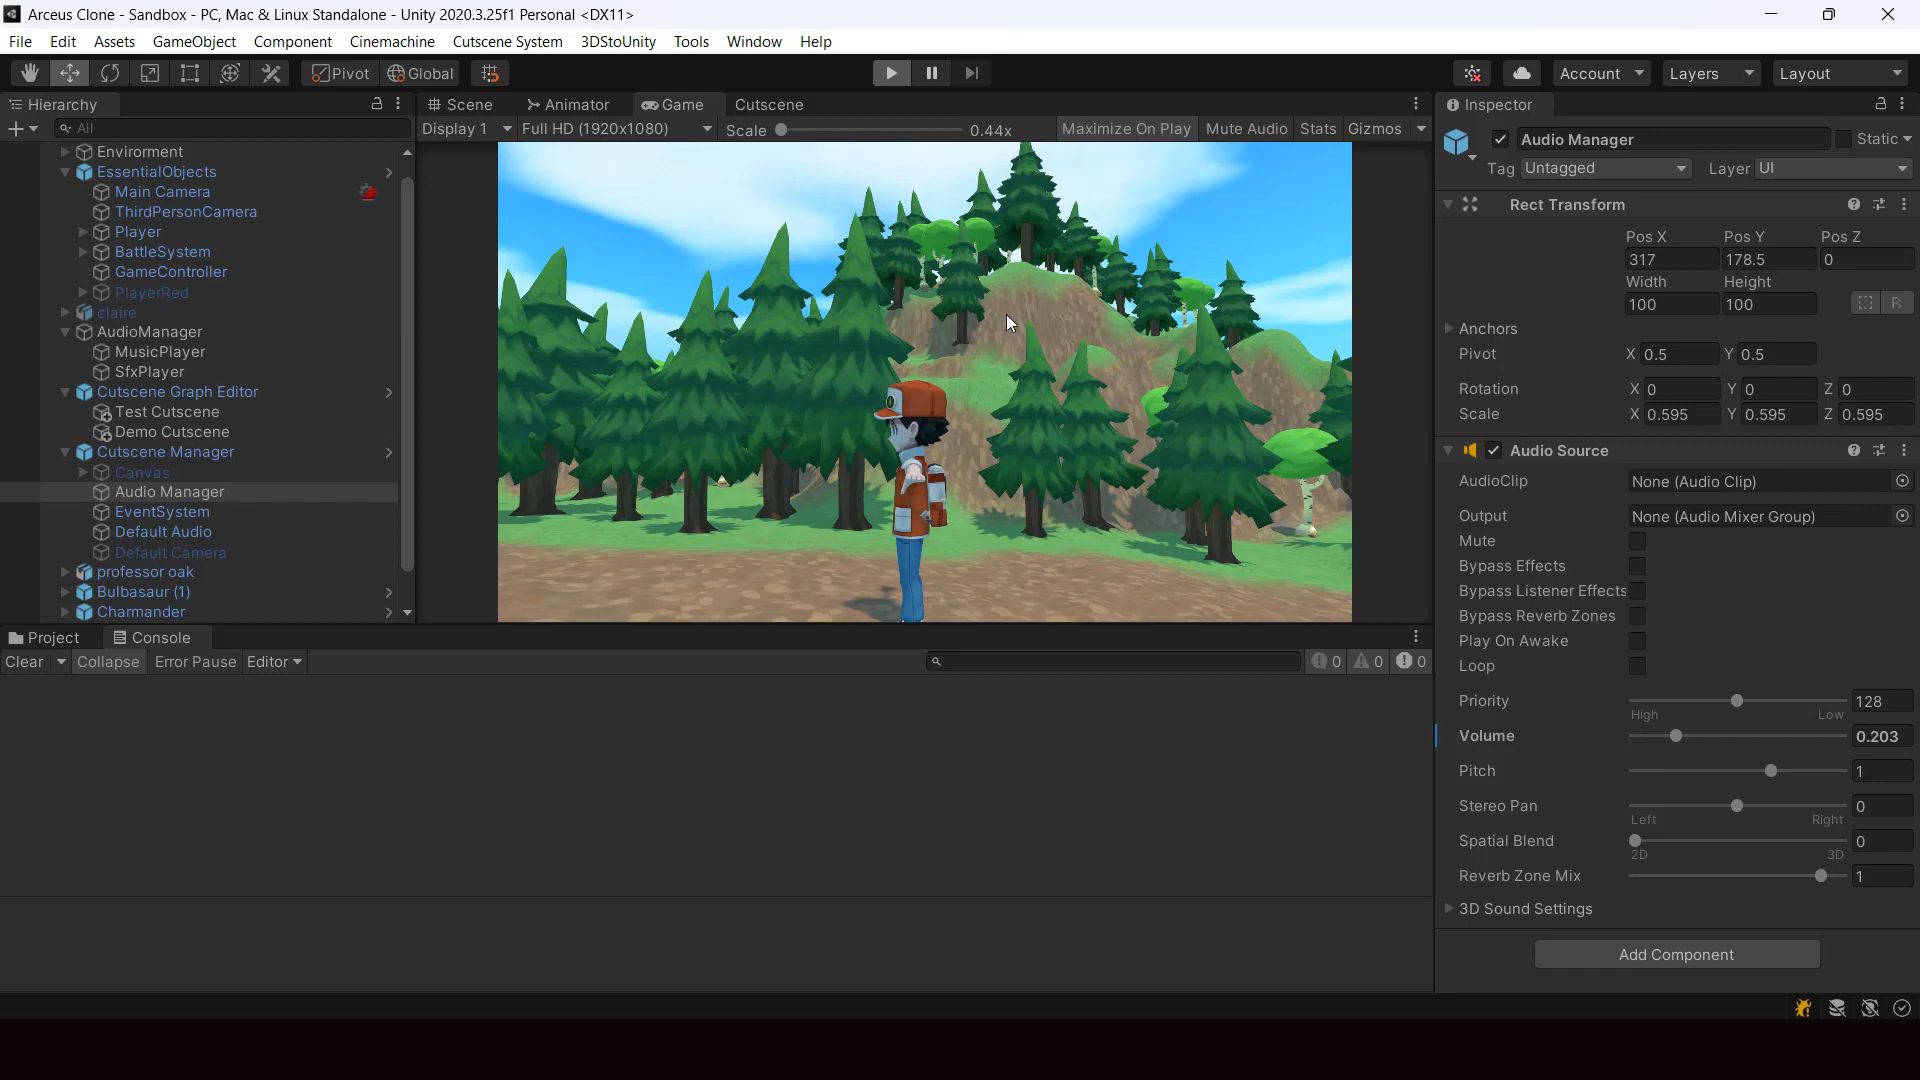 Arceus Clone - Sandbox - PC, Mac & Linux Standalone - Unity 2020.3.25f1 Personal <DX11>
File Edit Assets GameObject Component Cinemachine Cutscene System 3DStoUnity Tools Window Help
Pivot Global Account Layers Layout
Hierarchy
All
Envirorment
EssentialObjects
Main Camera
ThirdPersonCamera
Player
BattleSystem
GameController
PlayerRed
claire
AudioManager
MusicPlayer
SfxPlayer
Cutscene Graph Editor
Test Cutscene
Demo Cutscene
Cutscene Manager
Canvas
Audio Manager
EventSystem
Default Audio
Default Camera
professor oak
Bulbasaur (1)
Charmander
Scene Animator Game Cutscene
Display 1 Full HD (1920x1080) Scale 0.44x Maximize On Play Mute Audio Stats Gizmos
Project Console
Clear Collapse Error Pause Editor 0 0 0
Inspector
Audio Manager Static
Tag Untagged Layer UI
Rect Transform
Pos X Pos Y Pos Z
317 178.5 0
Width Height
100 100 R
Anchors
Pivot X 0.5 Y 0.5
Rotation X 0 Y 0 Z 0
Scale X 0.595 Y 0.595 Z 0.595
Audio Source
AudioClip None (Audio Clip)
Output None (Audio Mixer Group)
Mute
Bypass Effects
Bypass Listener Effects
Bypass Reverb Zones
Play On Awake
Loop
Priority 128
High Low
Volume 0.203
Pitch 1
Stereo Pan 0
Left Right
Spatial Blend 0
2D 3D
Reverb Zone Mix 1
3D Sound Settings
Add Component